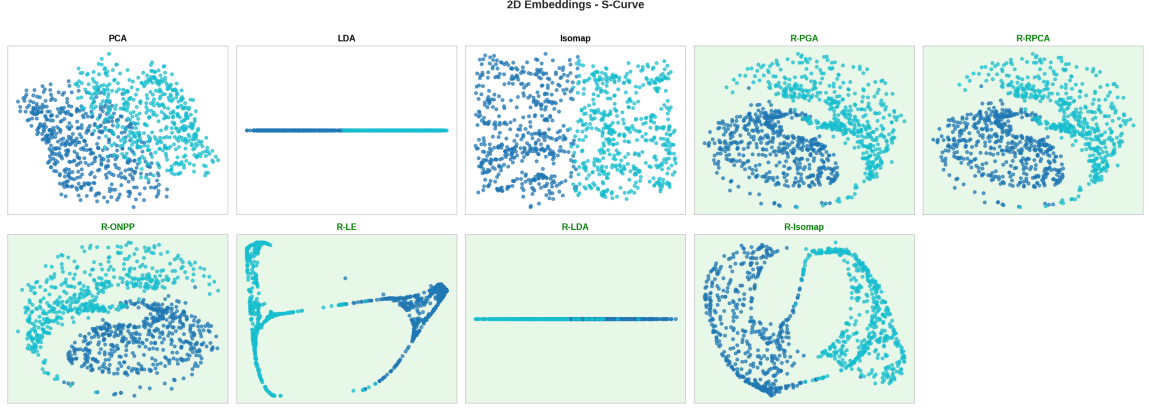 2D Embeddings - S-Curve
PCA
LDA
Isomap
R-PGA
R-RPCA
R-ONPP
R-LE
R-LDA
R-Isomap